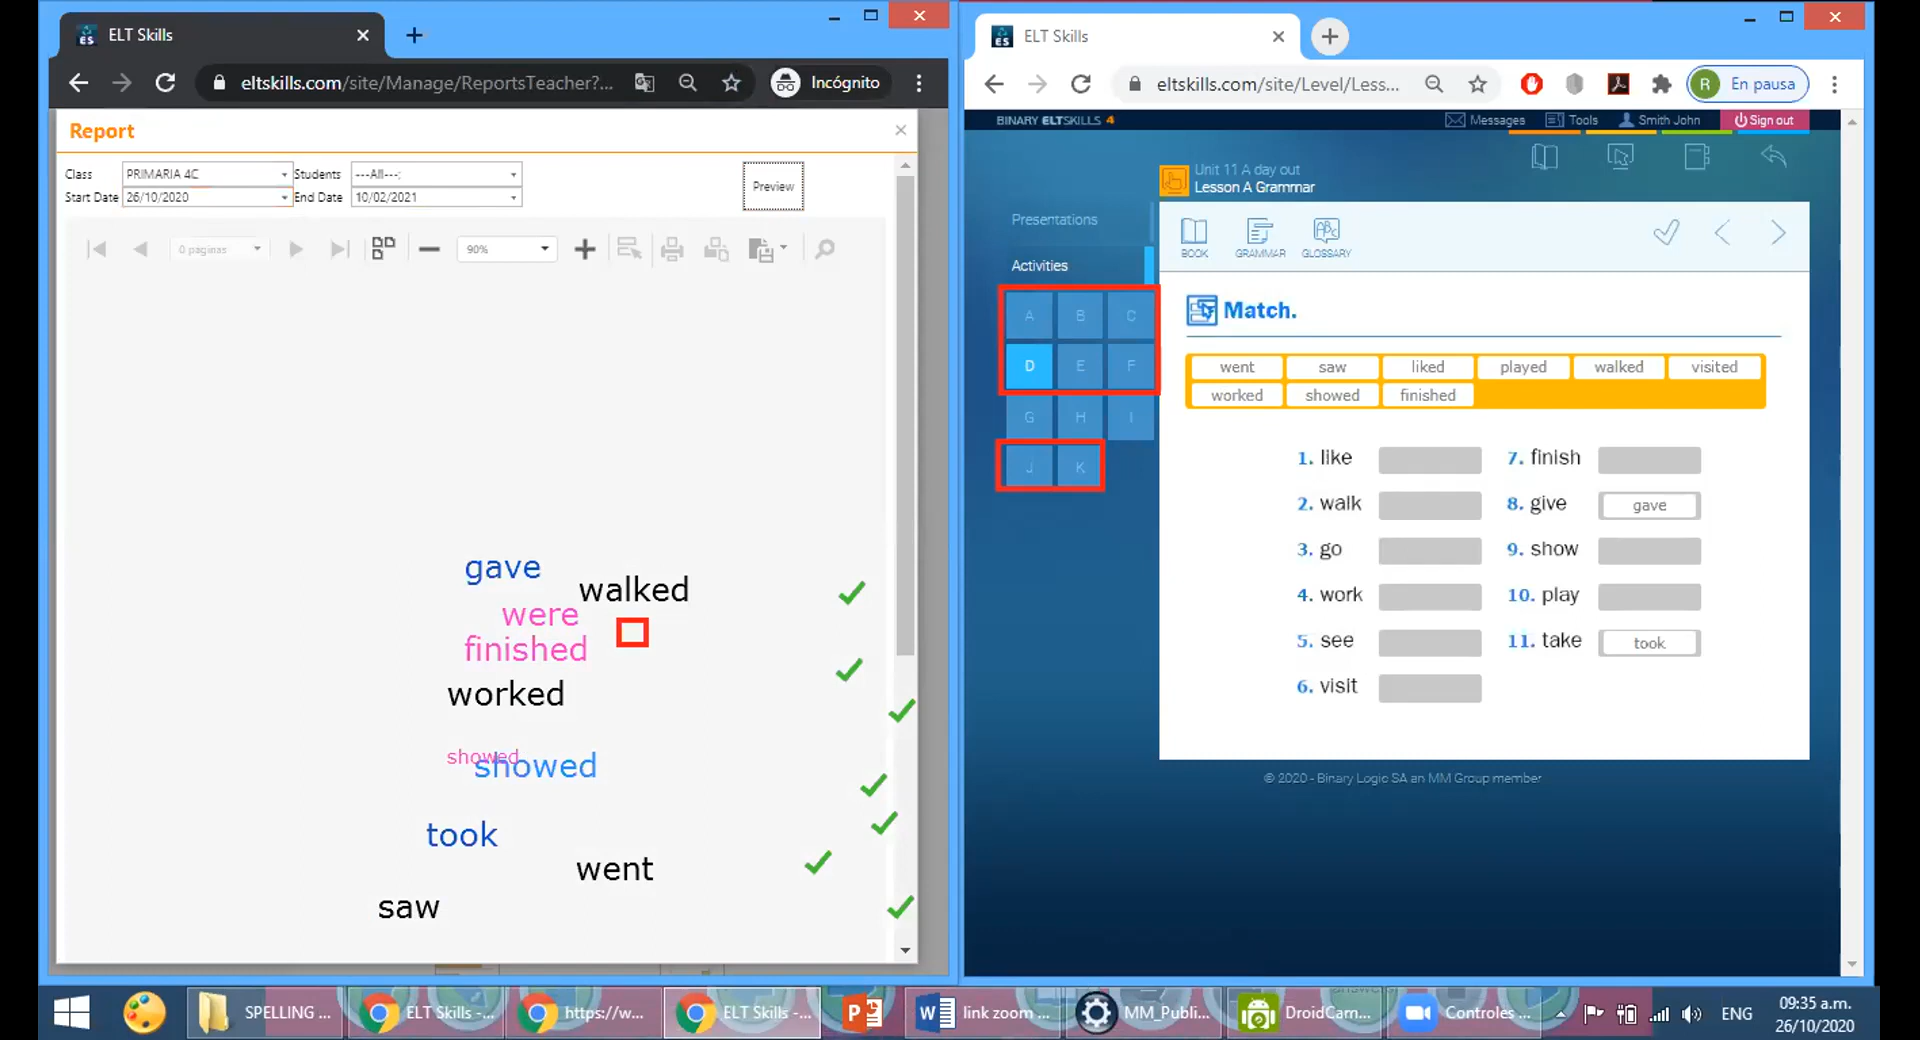 ELT Skills
eltskills.com/site/Manage/ReportsTeacher?...
Incógnito
Report
Class PRIMARIA 4C Students ---All---:
Start Date 26/10/2020 End Date 10/02/2021
Preview
0 paginas
90%
gave
walked
were
finished
worked
showed
showed
took
went
saw
ELT Skills
eltskills.com/site/Level/Less...
R En pausa
BINARY ELTSKILLS 4
Messages Tools Smith John Sign out
Unit 11 A day out
Lesson A Grammar
Presentations
Activities
A B C
D E F
G H I
J K
BOOK GRAMMAR GLOSSARY
Match.
went saw liked played walked visited
worked showed finished
1. like
2. walk
3. go
4. work
5. see
6. visit
7. finish
8. give gave
9. show
10. play
11. take took
© 2020 - Binary Logic SA an MM Group member
SPELLING ...
ELT Skills -...
https://w...
ELT Skills -...
link zoom ...
MM_Publi...
DroidCam...
Controles ...
ENG
09:35 a.m.
26/10/2020